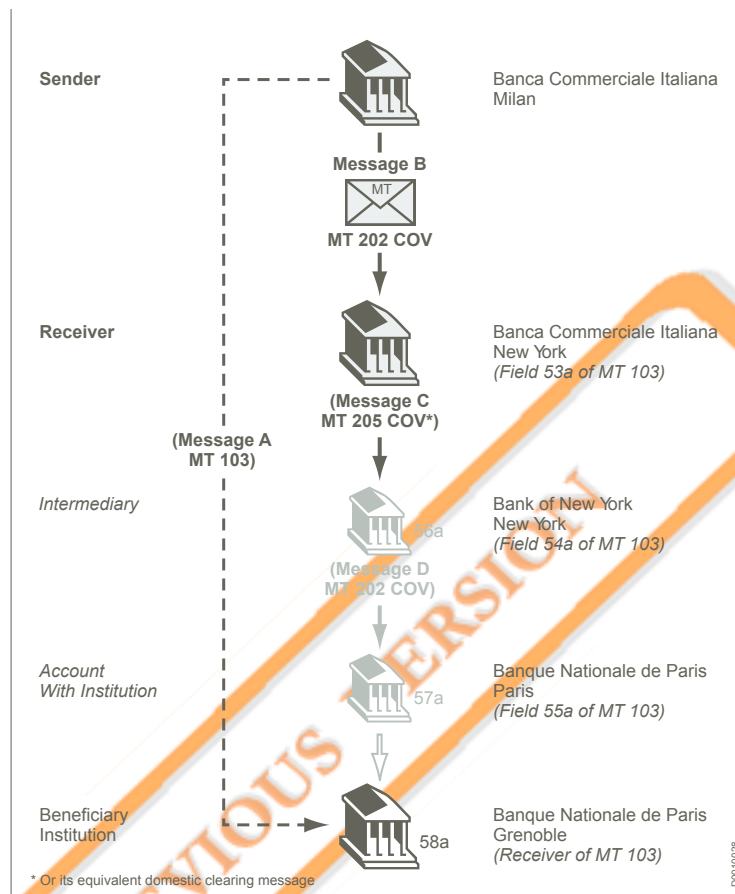 Sender
Banca Commerciale Italiana
Milan
Message B
MT
MT 202 COV
Receiver
Banca Commerciale Italiana
New York
(Field 53a of MT 103)
(Message C
MT 205 COV*)
(Message A
MT 103)
Intermediary
56a
Bank of New York
New York
(Field 54a of MT 103)
(Message D
MT 202 COV)
Account
With Institution
57a
Banque Nationale de Paris
Paris
(Field 55a of MT 103)
Beneficiary
Institution
58a
Banque Nationale de Paris
Grenoble
(Receiver of MT 103)
* Or its equivalent domestic clearing message
D0010028
VIOUS VERSION